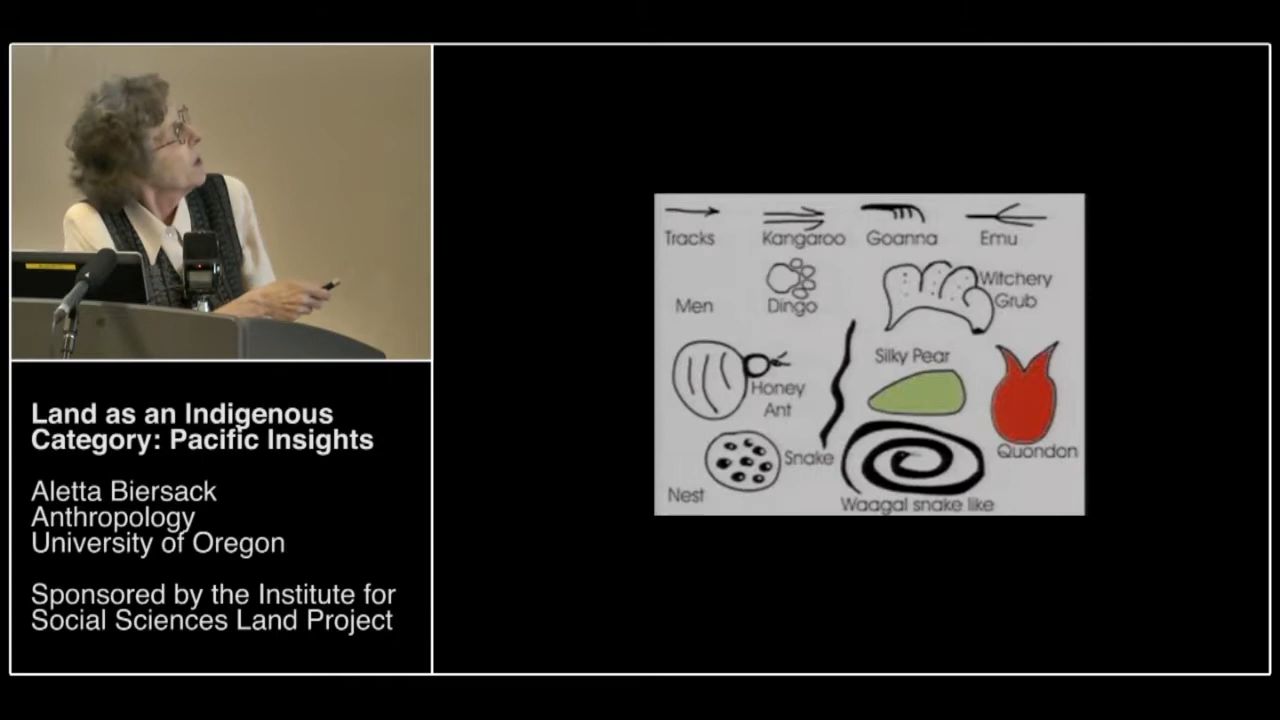 Land as an Indigenous
Category: Pacific Insights
Aletta Biersack
Anthropology
University of Oregon
Sponsored by the Institute for
Social Sciences Land Project
Tracks
Kangaroo
Goanna
Emu
Men
Dingo
Witchery
Grub
Honey
Ant
Silky Pear
Quondon
Snake
Nest
Waagal snake like